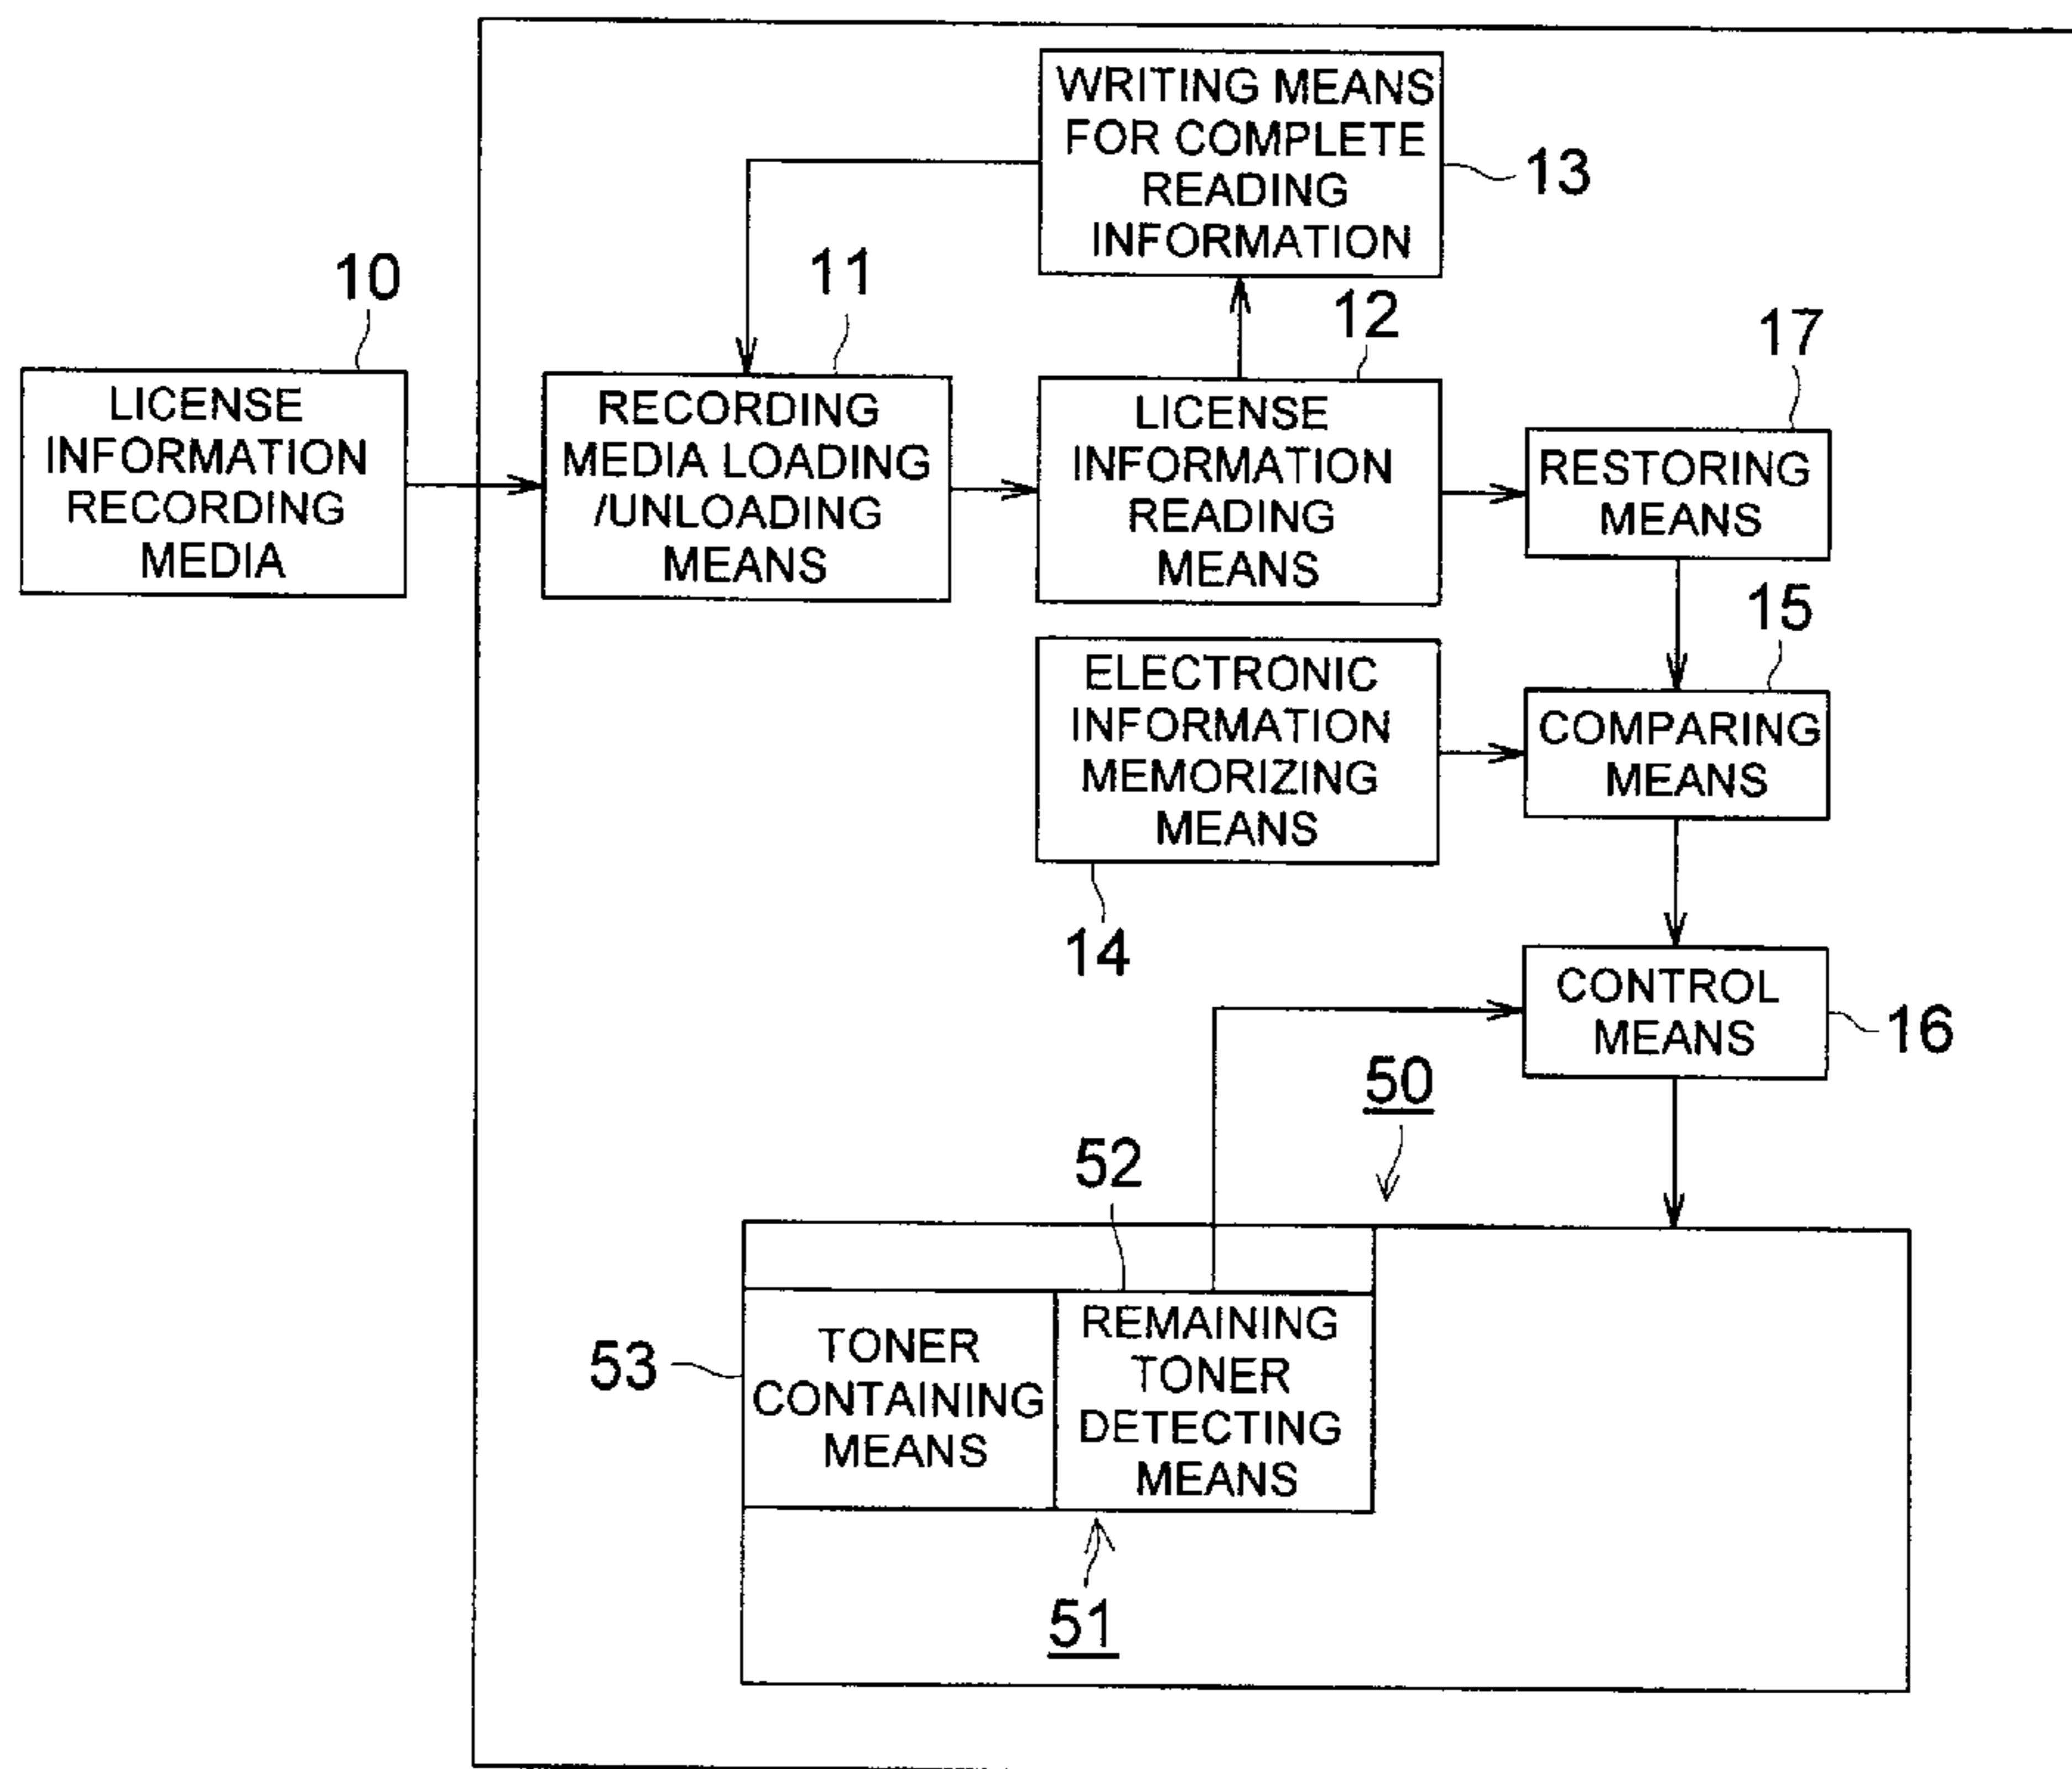 WRITING MEANS
FOR COMPLETE
READING
INFORMATION
13
10
11
12
17
LICENSE
INFORMATION
RECORDING
MEDIA
RECORDING
MEDIA LOADING
/UNLOADING
MEANS
LICENSE
INFORMATION
READING
MEANS
RESTORING
MEANS
15
ELECTRONIC
INFORMATION
MEMORIZING
MEANS
COMPARING
MEANS
14
CONTROL
MEANS
16
50
52
53
TONER
CONTAINING
MEANS
REMAINING
TONER
DETECTING
MEANS
51